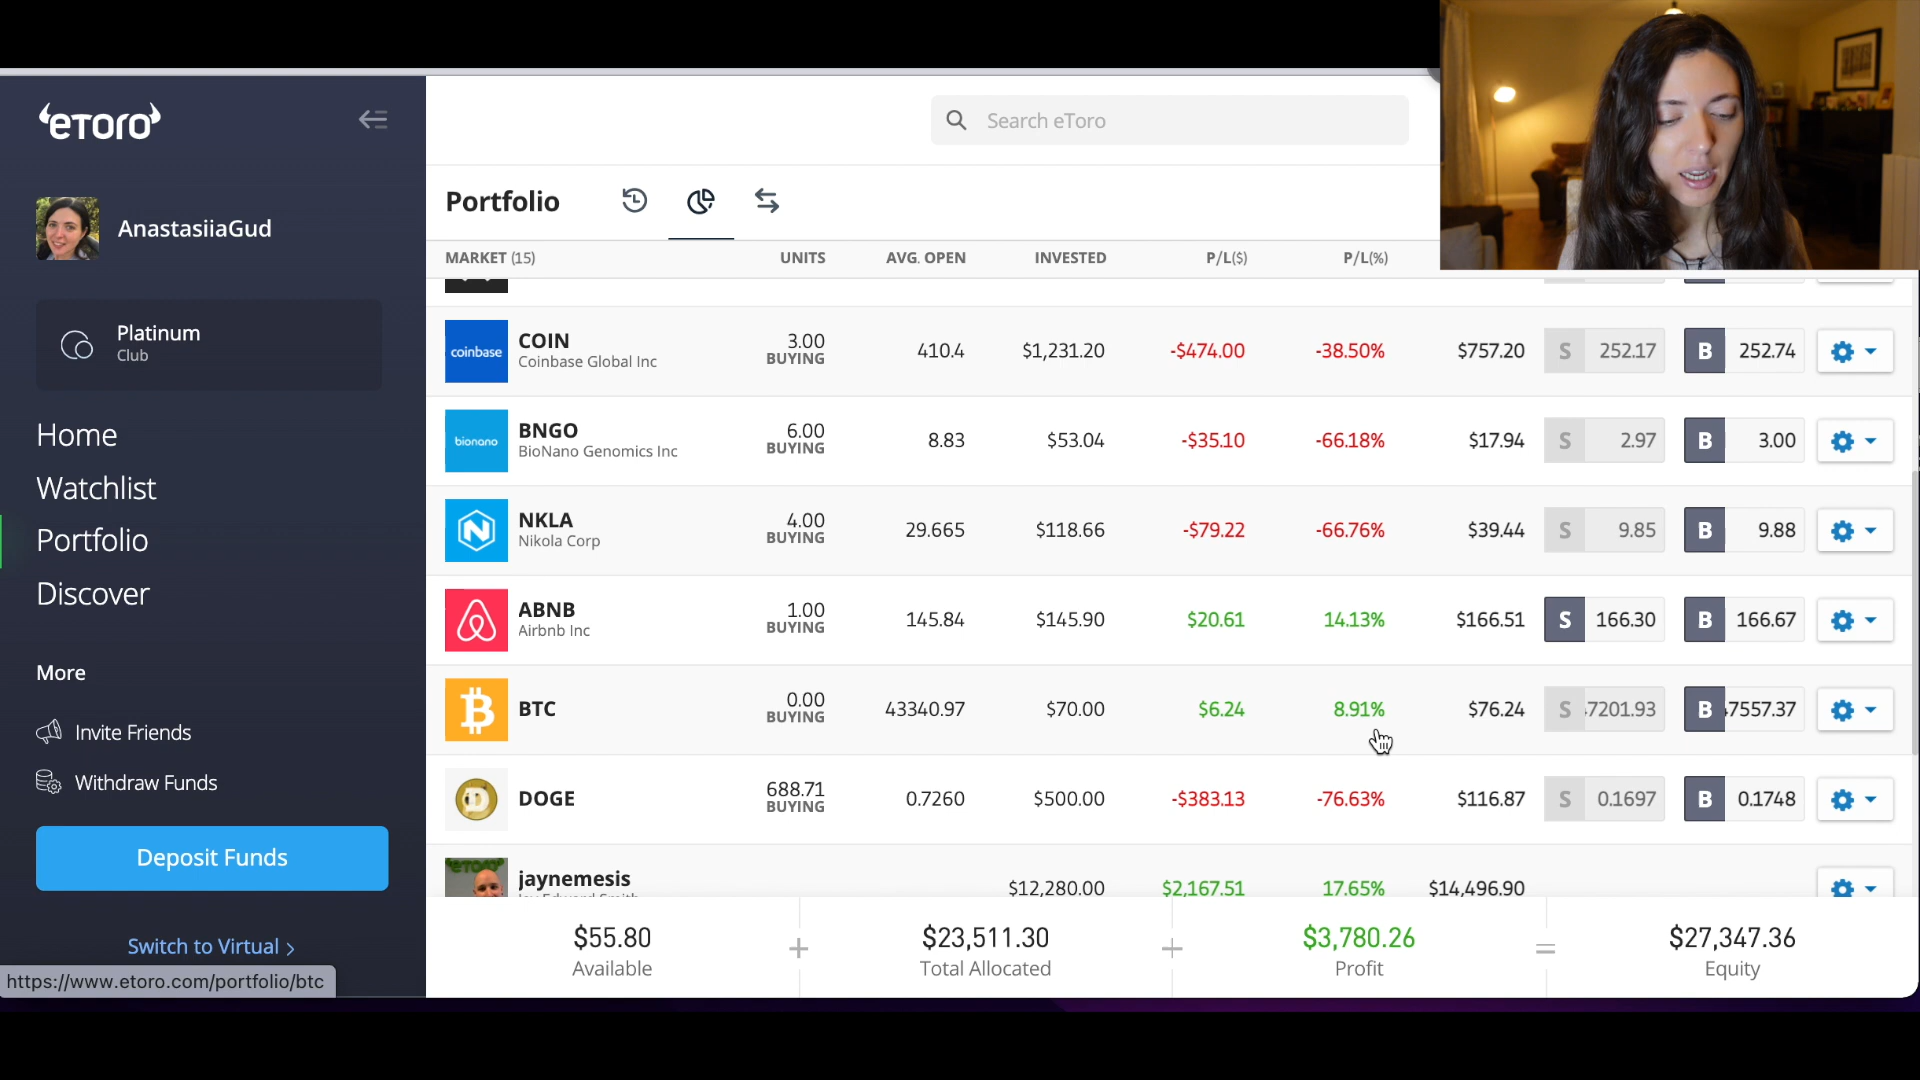 eToro
Search eToro
AnastasiiaGud
Platinum
Club
Home
Watchlist
Portfolio
Discover
More
Invite Friends
Withdraw Funds
Deposit Funds
Switch to Virtual >
https://www.etoro.com/portfolio/btc
Portfolio
MARKET (15) UNITS AVG. OPEN INVESTED P/L($) P/L(%)
coinbase COIN 3.00 410.4 $1,231.20 -$474.00 -38.50% $757.20 S 252.17 B 252.74
Coinbase Global Inc BUYING
bionano BNGO 6.00 8.83 $53.04 -$35.10 -66.18% $17.94 S 2.97 B 3.00
BioNano Genomics Inc BUYING
NKLA 4.00 29.665 $118.66 -$79.22 -66.76% $39.44 S 9.85 B 9.88
Nikola Corp BUYING
ABNB 1.00 145.84 $145.90 $20.61 14.13% $166.51 S 166.30 B 166.67
Airbnb Inc BUYING
BTC 0.00 43340.97 $70.00 $6.24 8.91% $76.24 S 7201.93 B 7557.37
BUYING
DOGE 688.71 0.7260 $500.00 -$383.13 -76.63% $116.87 S 0.1697 B 0.1748
BUYING
jaynemesis $12,280.00 $2,167.51 17.65% $14,496.90
$55.80 + $23,511.30 + $3,780.26 = $27,347.36
Available Total Allocated Profit Equity